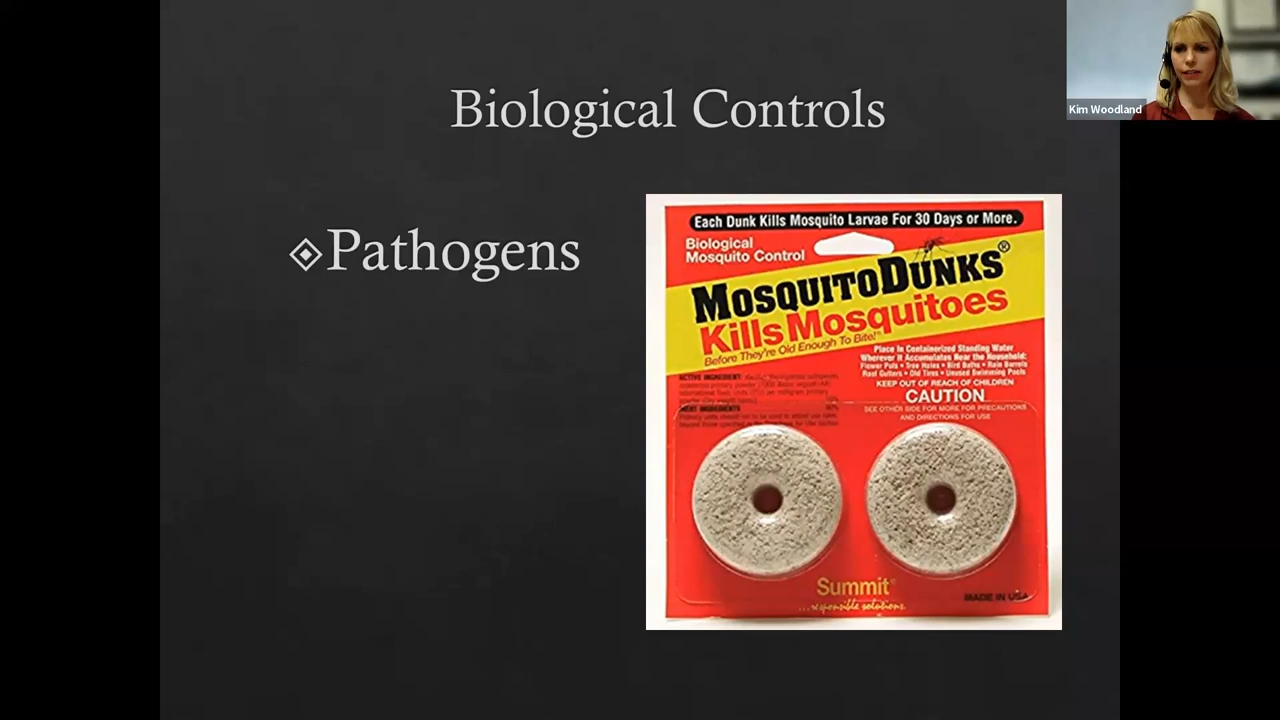 Biological Controls
Kim Woodland
Pathogens
Each Dunk Kills Mosquito Larvae For 30 Days or More.
Biological
Mosquito Control
MOSQUITODUNKS®
Kills Mosquitoes
Before They're Old Enough To Bite!
Place in Containerized Standing Water
Wherever It Accumulates Near the Household:
Flower Pots • Tree Holes • Bird Baths • Rain Barrels
Roof Gutters • Old Tires • Unused Swimming Pools
KEEP OUT OF REACH OF CHILDREN
CAUTION
SEE OTHER SIDE FOR MORE FOR PRECAUTIONS
AND DIRECTIONS FOR USE
ACTIVE INGREDIENT:
INERT INGREDIENTS
Summit®
...responsible solutions.
MADE IN USA